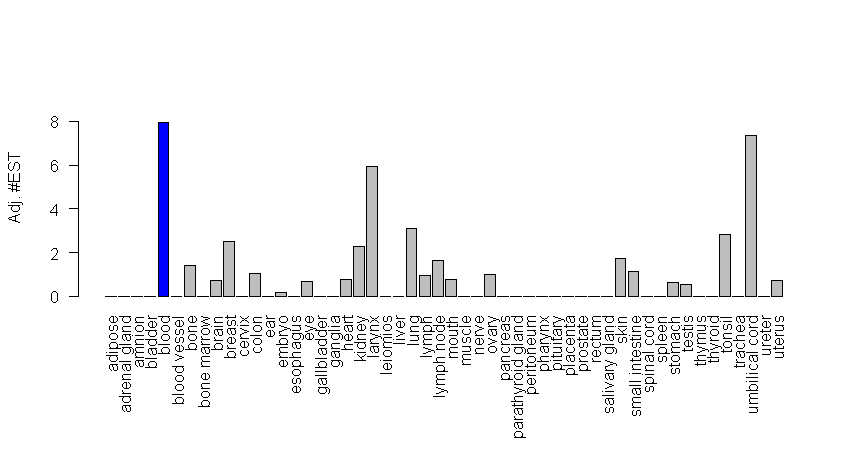 Adj. #EST
8
6
4
2
0
adipose
adrenal gland
amnion
bladder
blood
blood vessel
bone
bone marrow
brain
breast
cervix
colon
ear
embryo
esophagus
eye
gallbladder
ganglia
heart
kidney
larynx
leiomios
liver
lung
lymph
lymph node
mouth
muscle
nerve
ovary
pancreas
parathyroid gland
peritoneum
pharynx
pituitary
placenta
prostate
rectum
salivary gland
skin
small intestine
spinal cord
spleen
stomach
testis
thymus
thyroid
tonsil
trachea
umbilical cord
ureter
uterus